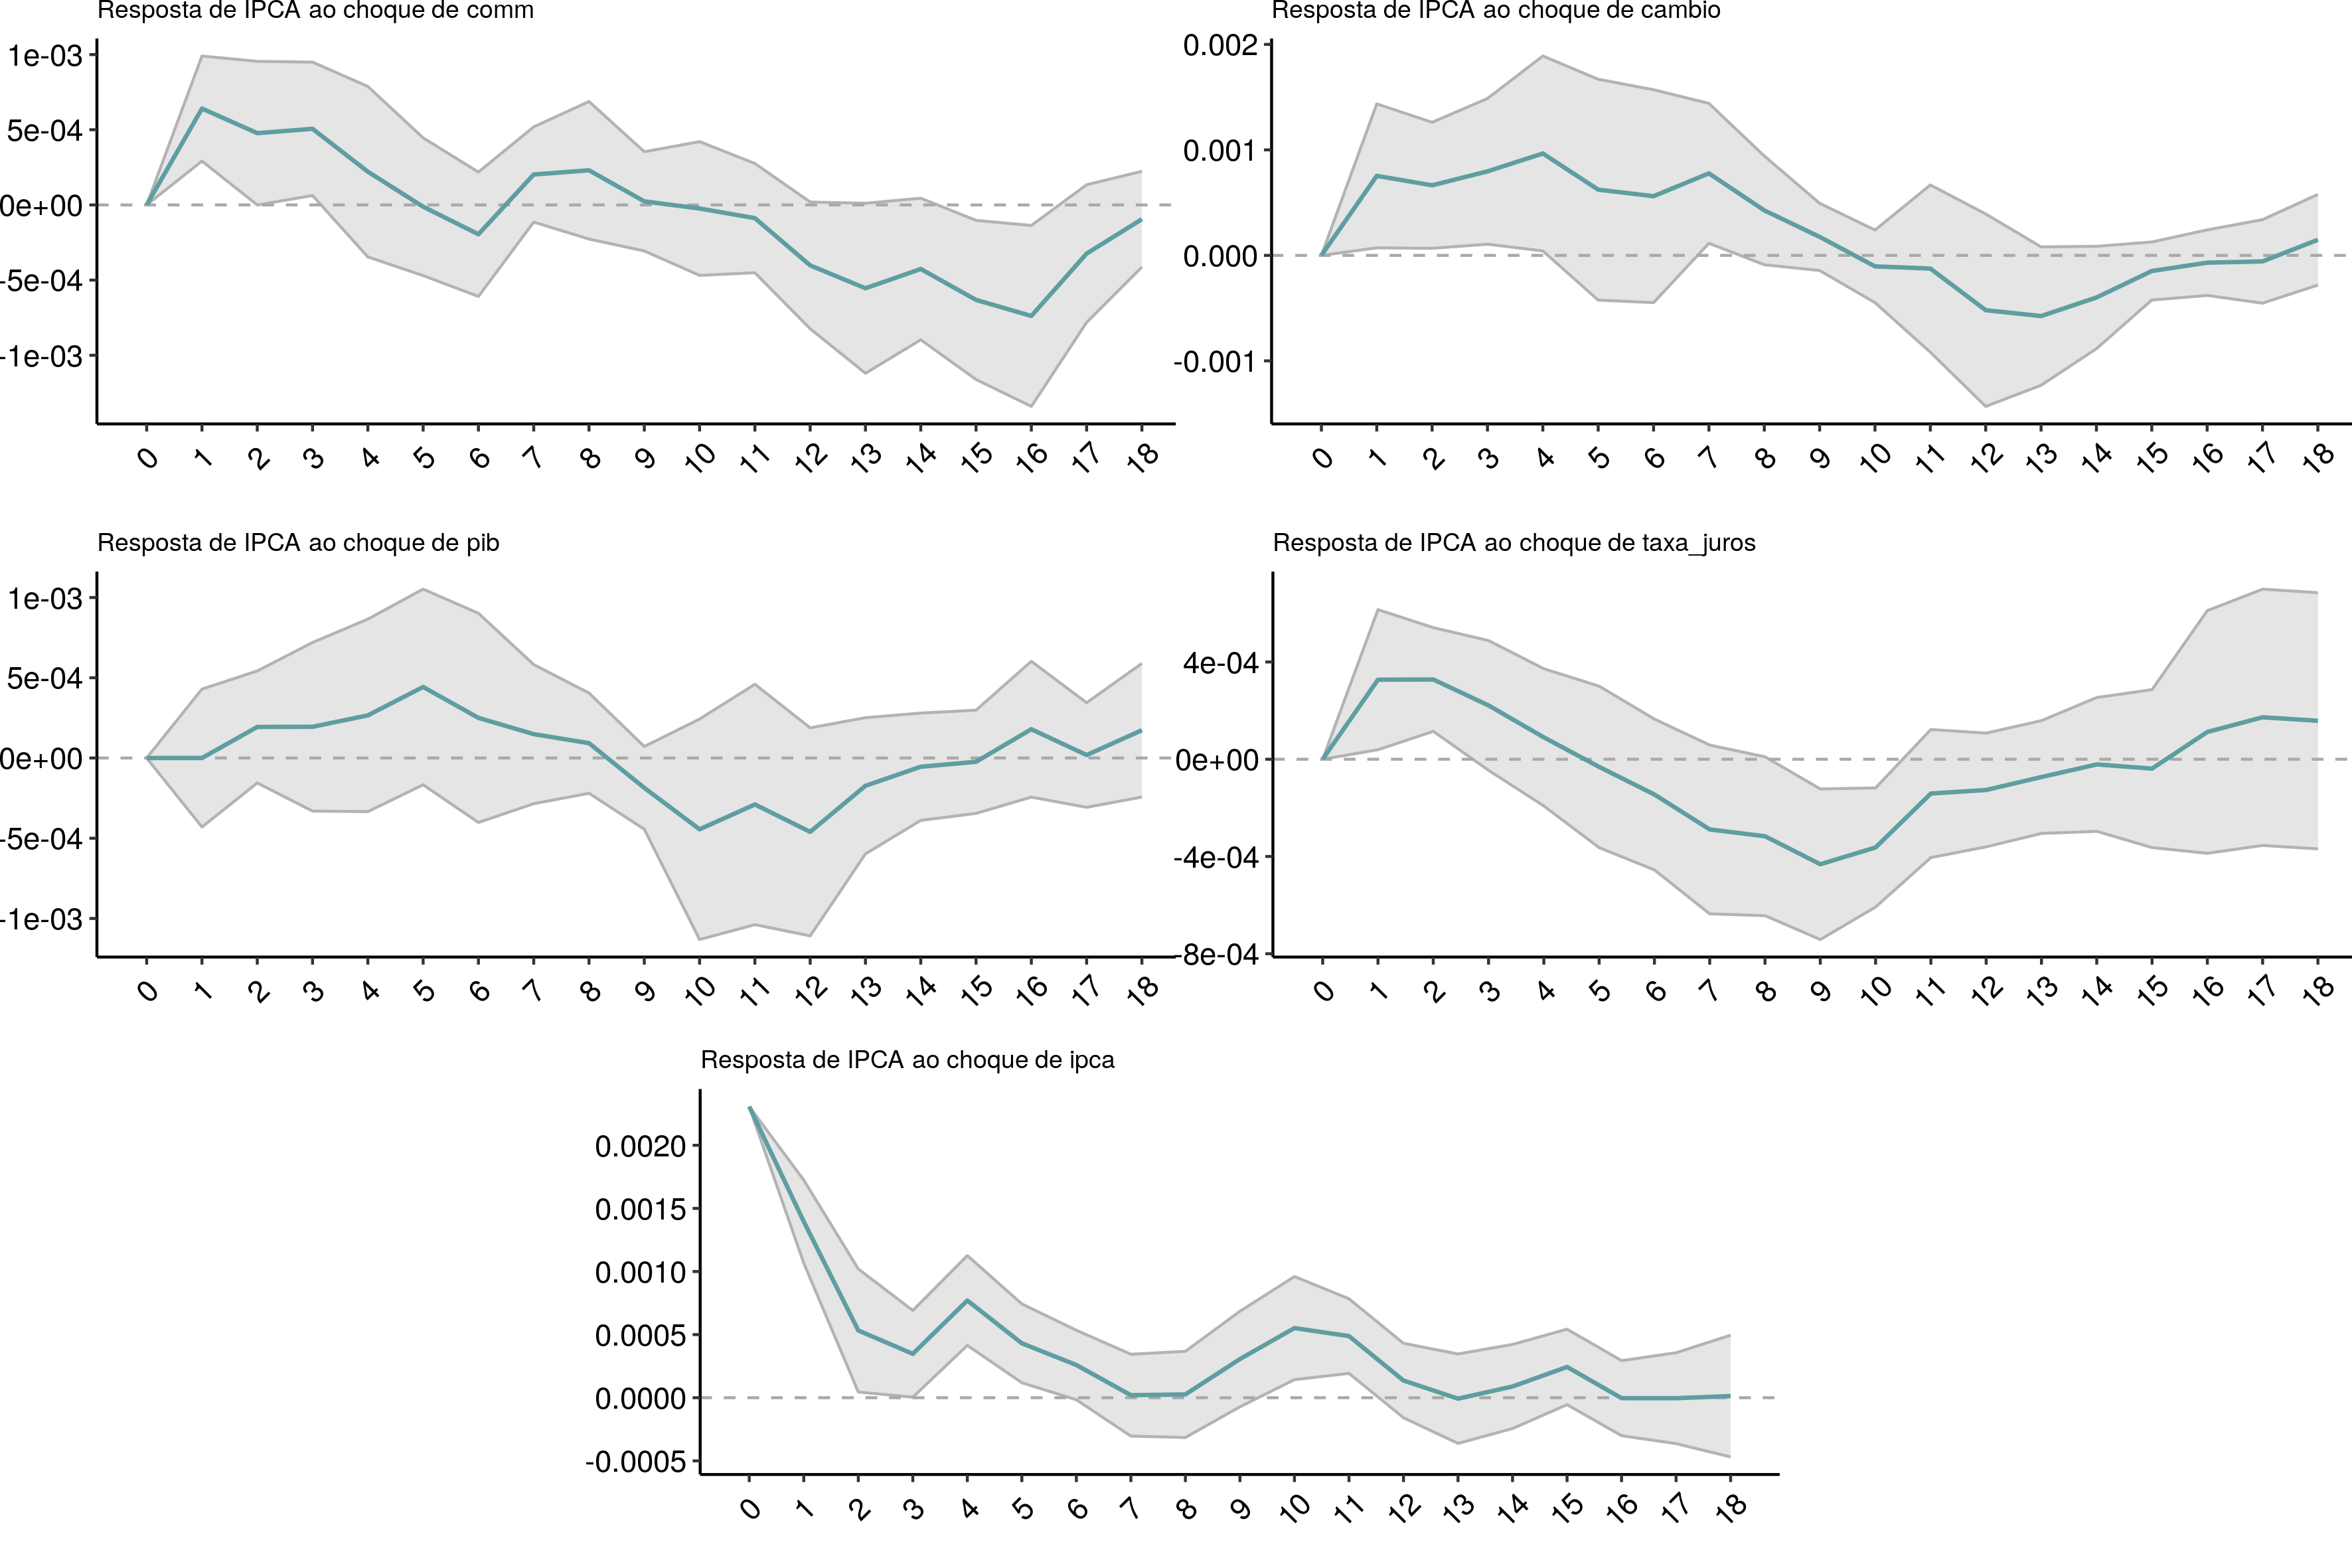 Resposta de IPCA ao choque de comm
1e-03
5e-04
0e+00
-5e-04
-1e-03
0 1 2 3 4 5 6 7 8 9 10 11 12 13 14 15 16 17 18
Resposta de IPCA ao choque de cambio
0.002
0.001
0.000
-0.001
0 1 2 3 4 5 6 7 8 9 10 11 12 13 14 15 16 17 18
Resposta de IPCA ao choque de pib
1e-03
5e-04
0e+00
-5e-04
-1e-03
0 1 2 3 4 5 6 7 8 9 10 11 12 13 14 15 16 17 18
Resposta de IPCA ao choque de taxa_juros
4e-04
0e+00
-4e-04
-8e-04
0 1 2 3 4 5 6 7 8 9 10 11 12 13 14 15 16 17 18
Resposta de IPCA ao choque de ipca
0.0020
0.0015
0.0010
0.0005
0.0000
-0.0005
0 1 2 3 4 5 6 7 8 9 10 11 12 13 14 15 16 17 18